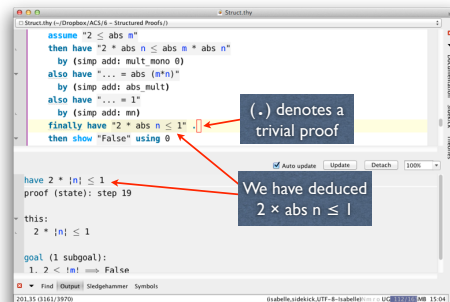 Struct.thy
Struct.thy (~/Dropbox/ACS/6 - Structured Proofs/)
assume "2 ≤ abs m"
then have "2 * abs n ≤ abs m * abs n"
by (simp add: mult_mono 0)
also have "... = abs (m*n)"
by (simp add: abs_mult)
also have "... = 1"
by (simp add: mn)
finally have "2 * abs n ≤ 1" .
then show "False" using 0
(.) denotes a
trivial proof
Auto update Update Detach 100%
have 2 * ¦n¦ ≤ 1
proof (state): step 19
We have deduced
2 × abs n ≤ 1
this:
2 * ¦n¦ ≤ 1
goal (1 subgoal):
1. 2 ≤ ¦m¦ ⟹ False
Find Output Sledgehammer Symbols
201,35 (3161/3970) (isabelle,sidekick,UTF-8-Isabelle) MB 15:04